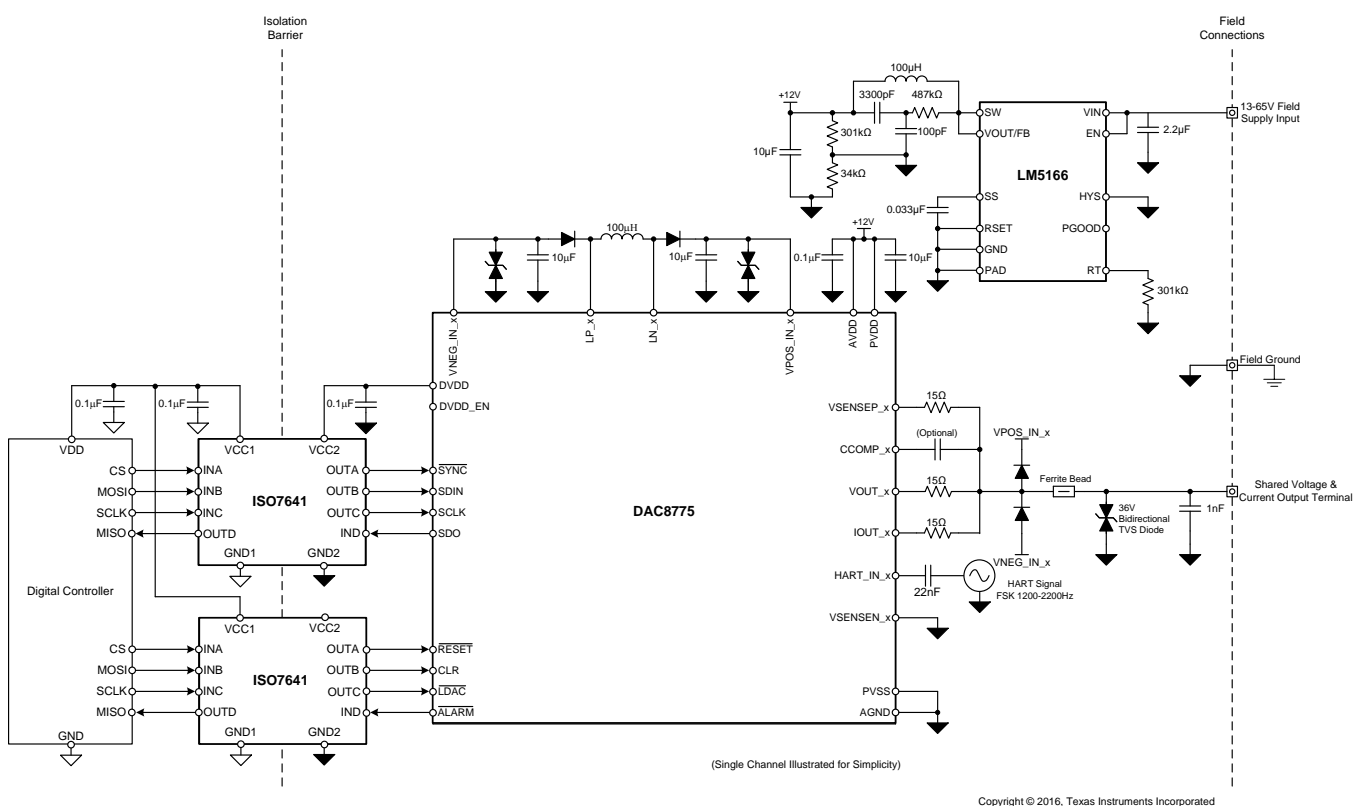 Isolation
Barrier
Field
Connections
100µH
+12V
3300pF
487kΩ
301kΩ
100pF
10µF
34kΩ
SW
VOUT/FB
SS
RSET
GND
PAD
LM5166
VIN
EN
HYS
PGOOD
RT
13-65V Field
Supply Input
2.2µF
0.033µF
301kΩ
100µH
10µF
10µF
+12V
0.1µF
10µF
VNEG_IN_x
LP_x
LN_x
VPOS_IN_x
AVDD
PVDD
Field Ground
0.1µF
0.1µF
0.1µF
DVDD
DVDD_EN
VDD
VCC1
VCC2
CS
MOSI
SCLK
MISO
INA
INB
INC
OUTD
ISO7641
OUTA
OUTB
OUTC
IND
GND1
GND2
SYNC
SDIN
SCLK
SDO
DAC8775
VSENSEP_x
CCOMP_x
VOUT_x
IOUT_x
HART_IN_x
VSENSEN_x
PVSS
AGND
15Ω
(Optional)
15Ω
15Ω
VPOS_IN_x
VNEG_IN_x
Ferrite Bead
36V
Bidirectional
TVS Diode
1nF
Shared Voltage &
Current Output Terminal
22nF
HART Signal
FSK 1200-2200Hz
Digital Controller
VCC1
VCC2
CS
MOSI
SCLK
MISO
INA
INB
INC
OUTD
ISO7641
OUTA
OUTB
OUTC
IND
GND1
GND2
GND
RESET
CLR
LDAC
ALARM
(Single Channel Illustrated for Simplicity)
Copyright © 2016, Texas Instruments Incorporated